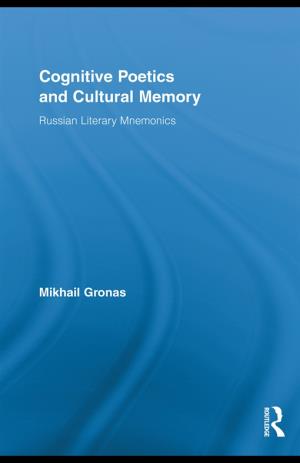 Cognitive Poetics
and Cultural Memory
Russian Literary Mnemonics
Mikhail Gronas
ROUTLEDGE